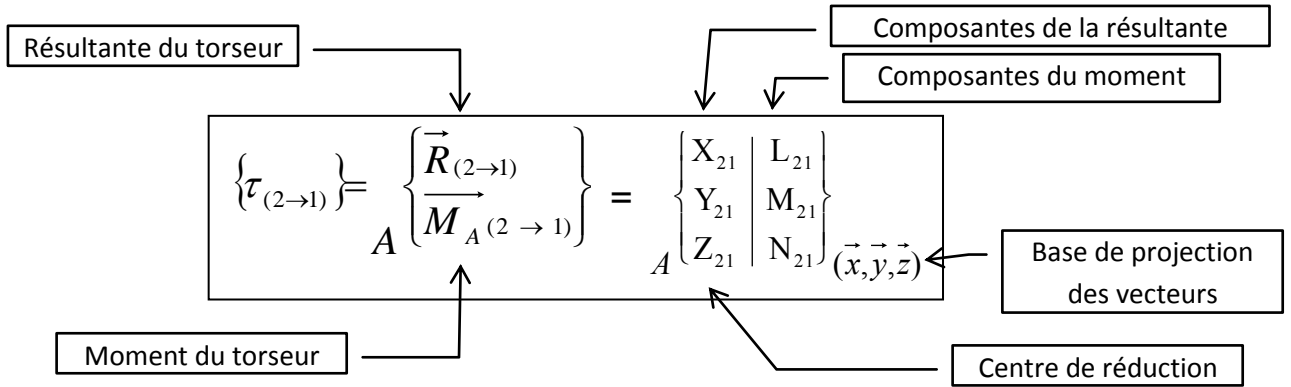 Résultante du torseur
Composantes de la résultante
Composantes du moment
{τ(2→1)}= A {R(2→1) M A (2 → 1)} = A {X21 Y21 Z21 | L21 M21 N21} (x,y,z)
Base de projection
des vecteurs
Moment du torseur
Centre de réduction